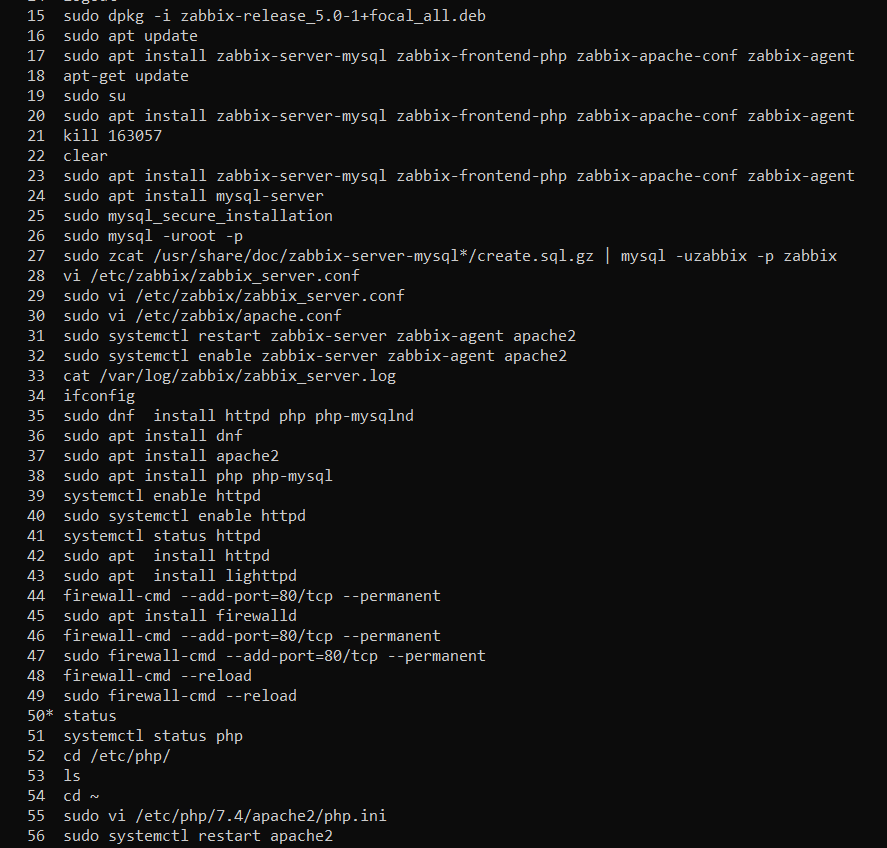 15 sudo dpkg -i zabbix-release_5.0-1+focal_all.deb
16 sudo apt update
17 sudo apt install zabbix-server-mysql zabbix-frontend-php zabbix-apache-conf zabbix-agent
18 apt-get update
19 sudo su
20 sudo apt install zabbix-server-mysql zabbix-frontend-php zabbix-apache-conf zabbix-agent
21 kill 163057
22 clear
23 sudo apt install zabbix-server-mysql zabbix-frontend-php zabbix-apache-conf zabbix-agent
24 sudo apt install mysql-server
25 sudo mysql_secure_installation
26 sudo mysql -uroot -p
27 sudo zcat /usr/share/doc/zabbix-server-mysql*/create.sql.gz | mysql -uzabbix -p zabbix
28 vi /etc/zabbix/zabbix_server.conf
29 sudo vi /etc/zabbix/zabbix_server.conf
30 sudo vi /etc/zabbix/apache.conf
31 sudo systemctl restart zabbix-server zabbix-agent apache2
32 sudo systemctl enable zabbix-server zabbix-agent apache2
33 cat /var/log/zabbix/zabbix_server.log
34 ifconfig
35 sudo dnf  install httpd php php-mysqlnd
36 sudo apt install dnf
37 sudo apt install apache2
38 sudo apt install php php-mysql
39 systemctl enable httpd
40 sudo systemctl enable httpd
41 systemctl status httpd
42 sudo apt  install httpd
43 sudo apt  install lighttpd
44 firewall-cmd --add-port=80/tcp --permanent
45 sudo apt install firewalld
46 firewall-cmd --add-port=80/tcp --permanent
47 sudo firewall-cmd --add-port=80/tcp --permanent
48 firewall-cmd --reload
49 sudo firewall-cmd --reload
50* status
51 systemctl status php
52 cd /etc/php/
53 ls
54 cd ~
55 sudo vi /etc/php/7.4/apache2/php.ini
56 sudo systemctl restart apache2